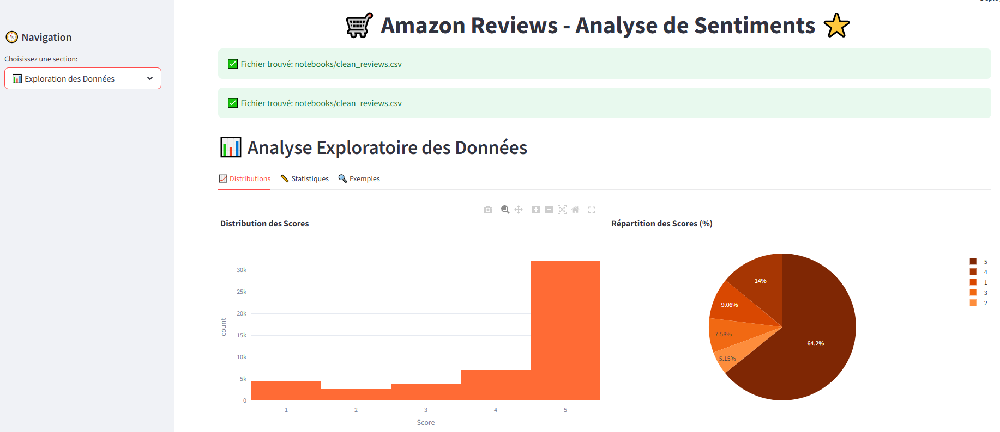 Navigation
Choisissez une section:
Exploration des Données
Amazon Reviews - Analyse de Sentiments
Fichier trouvé: notebooks/clean_reviews.csv
Fichier trouvé: notebooks/clean_reviews.csv
Analyse Exploratoire des Données
Distributions Statistiques Exemples
Distribution des Scores
30k
25k
20k
15k
10k
5k
0
count
1 2 3 4 5
Score
Répartition des Scores (%)
14%
9.06%
7.58%
5.15%
64.2%
5
4
1
3
2